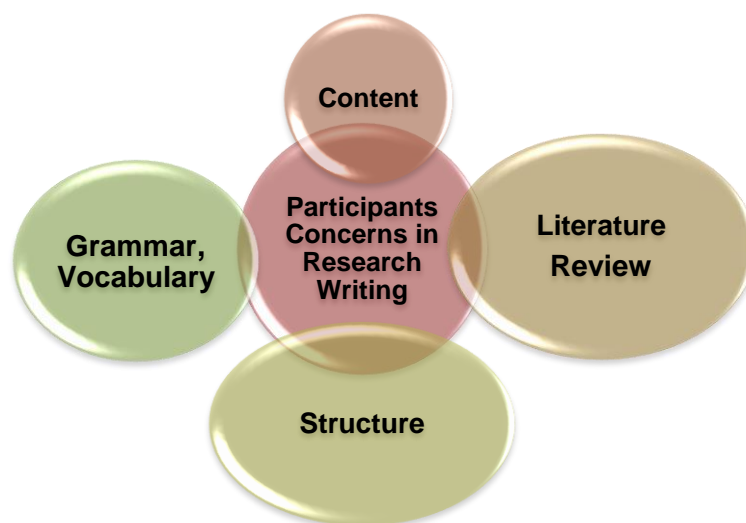 Content
Participants
Concerns in
Research
Writing
Grammar,
Vocabulary
Literature
Review
Structure